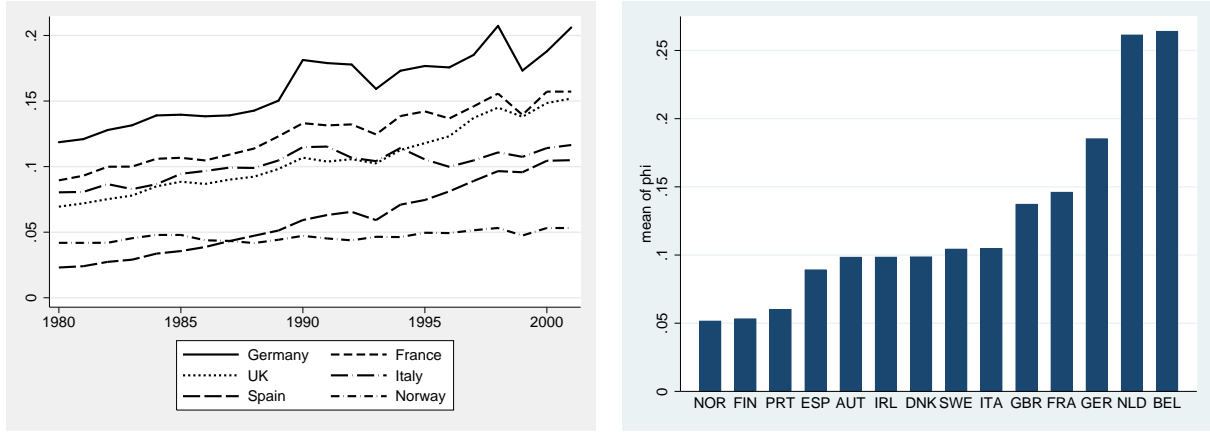 .2
.15
.1
.05
0
1980 1985 1990 1995 2000
Germany France
UK Italy
Spain Norway
mean of phi
.25
.2
.15
.1
.05
0
NOR FIN PRT ESP AUT IRL DNK SWE ITA GBR FRA GER NLD BEL